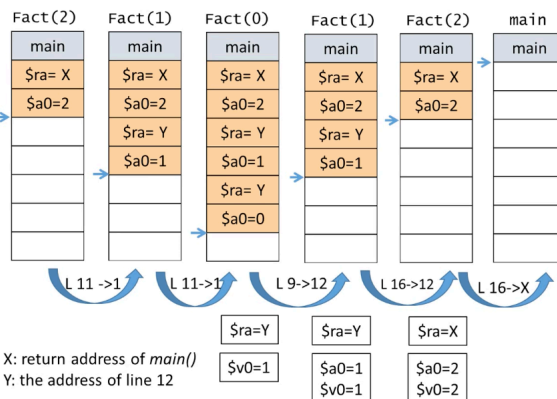 Fact(2) Fact(1) Fact(0) Fact(1) Fact(2) main
main main main main main main
$ra= X $ra= X $ra= X $ra= X $ra= X
$a0=2 $a0=2 $a0=2 $a0=2 $a0=2
$ra= Y $ra= Y $ra= Y
$a0=1 $a0=1 $a0=1
$ra= Y
$a0=0
L 11 ->1 L 11->1 L 9->12 L 16->12 L 16->X
$ra=Y $ra=Y $ra=X
X: return address of main() $v0=1 $a0=1 $a0=2
Y: the address of line 12 $v0=1 $v0=2